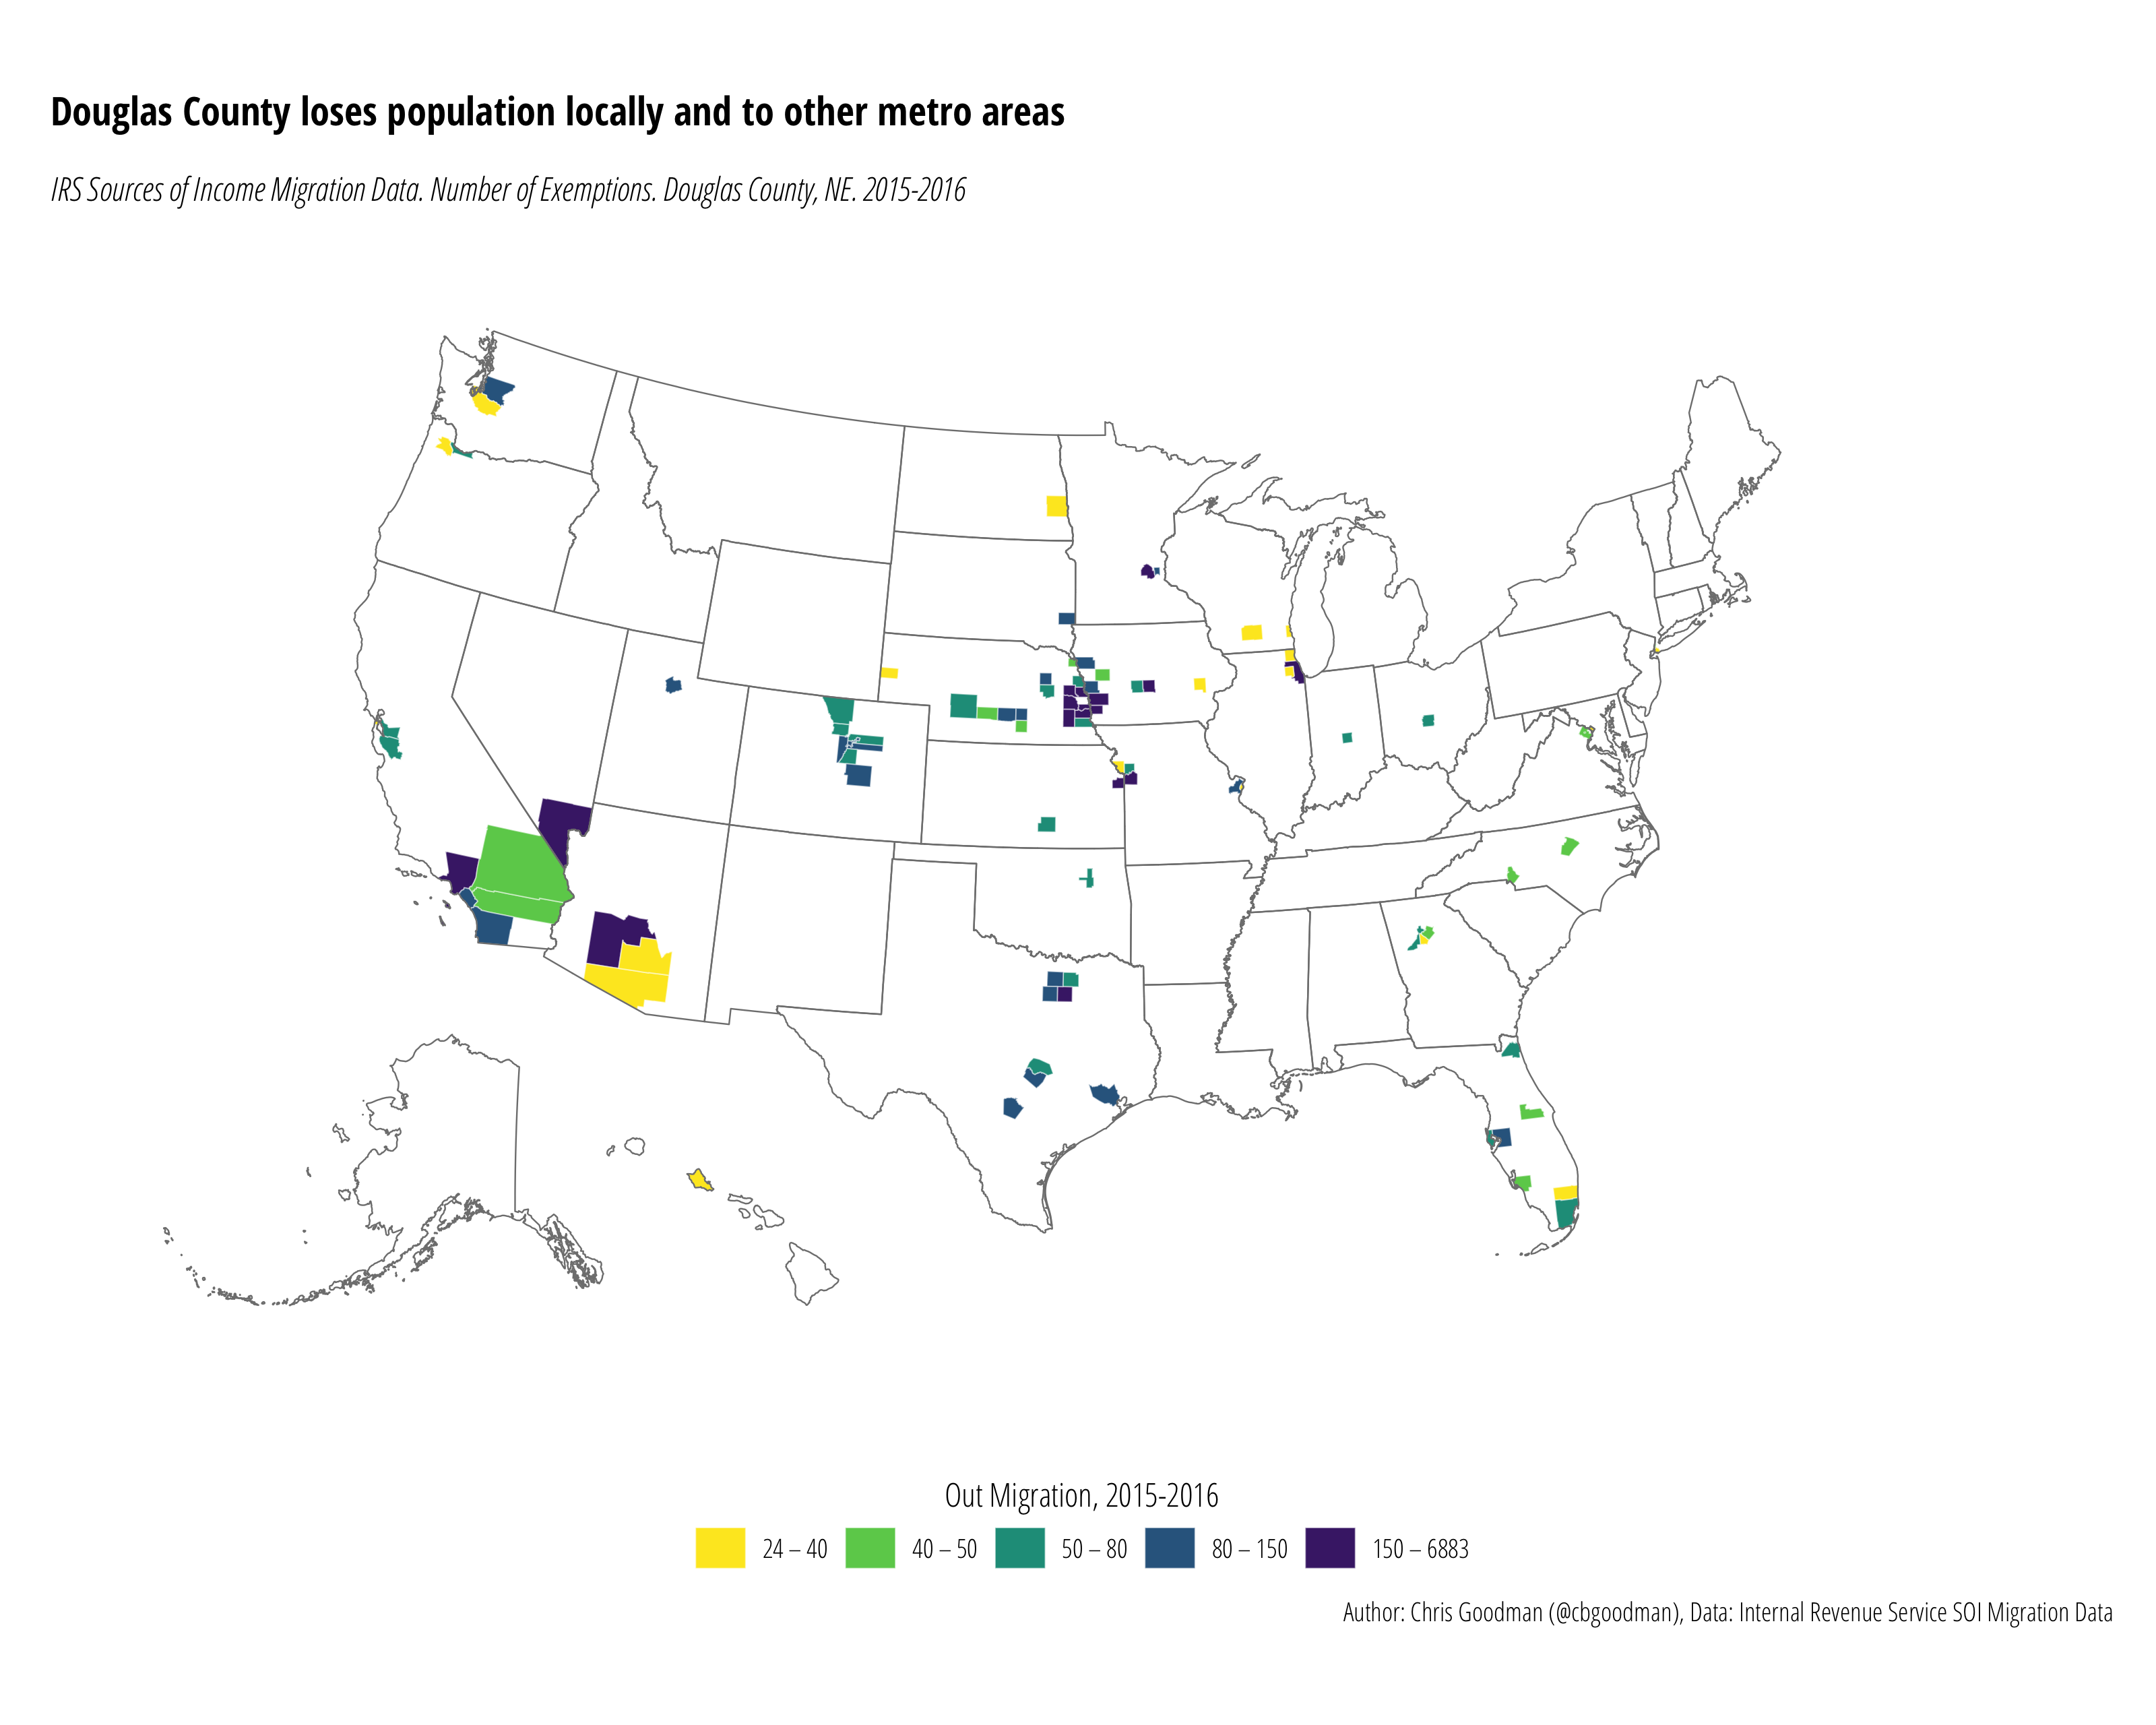 Douglas County loses population locally and to other metro areas
IRS Sources of Income Migration Data. Number of Exemptions. Douglas County, NE. 2015-2016
Out Migration, 2015-2016
24 – 40 40 – 50 50 – 80 80 – 150 150 – 6883
Author: Chris Goodman (@cbgoodman), Data: Internal Revenue Service SOI Migration Data